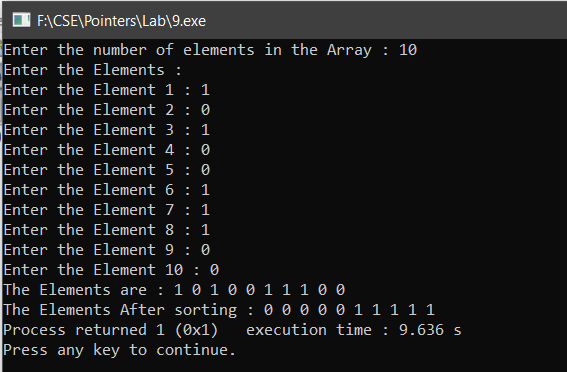 F:\CSE\Pointers\Lab\9.exe
Enter the number of elements in the Array : 10
Enter the Elements :
Enter the Element 1 : 1
Enter the Element 2 : 0
Enter the Element 3 : 1
Enter the Element 4 : 0
Enter the Element 5 : 0
Enter the Element 6 : 1
Enter the Element 7 : 1
Enter the Element 8 : 1
Enter the Element 9 : 0
Enter the Element 10 : 0
The Elements are : 1 0 1 0 0 1 1 1 0 0
The Elements After sorting : 0 0 0 0 0 1 1 1 1 1
Process returned 1 (0x1)   execution time : 9.636 s
Press any key to continue.